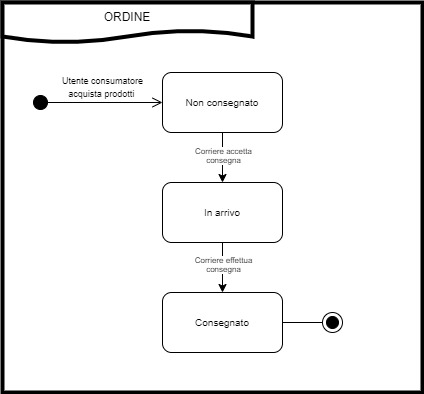 ORDINE
Utente consumatore
acquista prodotti
Non consegnato
Corriere accetta
consegna
In arrivo
Corriere effettua
consegna
Consegnato